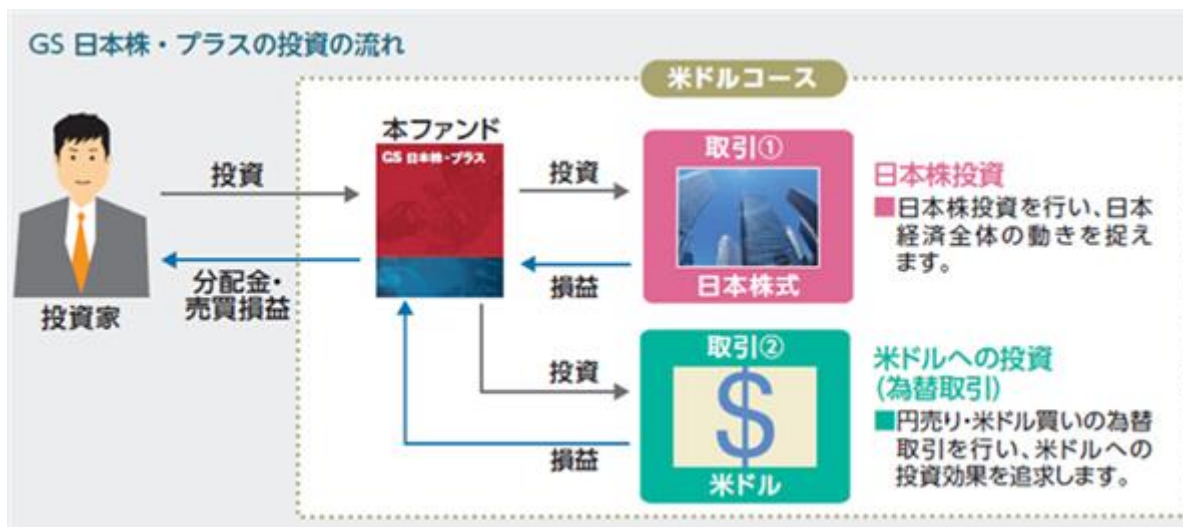 GS 日本株・プラスの投資の流れ
米ドルコース
投資家
投資
分配金・
売買損益
本ファンド
GS 日本株・プラス
投資
損益
取引①
日本株式
日本株投資
■日本株投資を行い、日本
経済全体の動きを捉え
ます。
投資
損益
取引②
$
米ドル
米ドルへの投資
(為替取引)
■円売り・米ドル買いの為替
取引を行い、米ドルへの
投資効果を追求します。